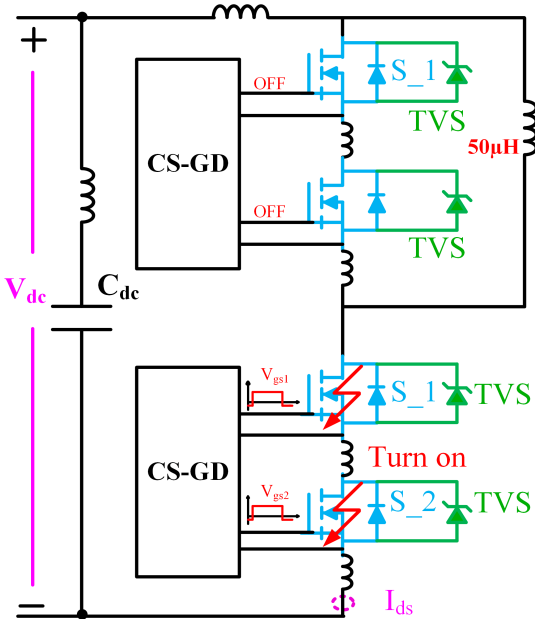 +
S_1
OFF
TVS
CS-GD
50μH
OFF
TVS
V_dc
C_dc
V_gs1
S_1
TVS
CS-GD
Turn on
V_gs2
S_2
TVS
I_ds
−